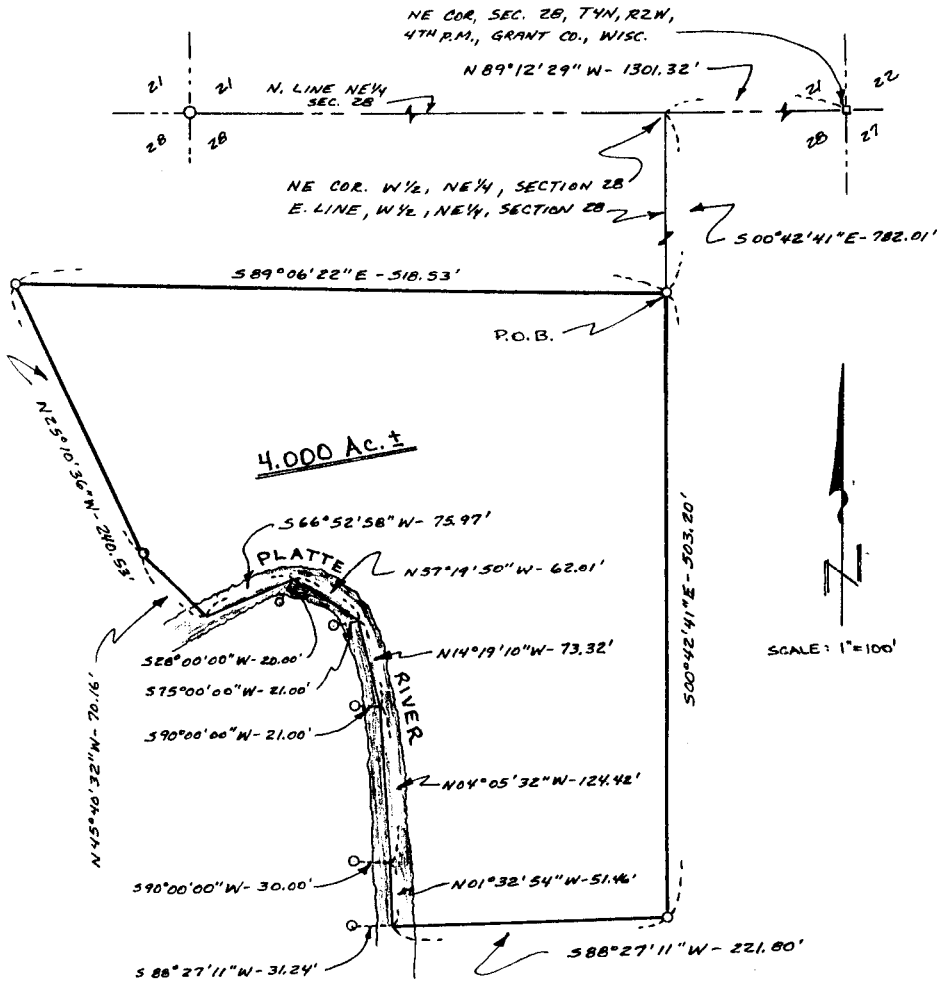 NE COR, SEC. 28, T4N, R2W,
4TH P.M., GRANT CO., WISC.
N89°12'29"W-1301.32'
N. LINE NE¼
SEC. 28
21 21
28 28
21 22
28 27
NE COR. W½, NE¼, SECTION 28
E. LINE, W½, NE¼, SECTION 28
S00°42'41"E-782.01'
S89°06'22"E-518.53'
P.O.B.
N25°10'36"W-240.53'
4.000 Ac.±
S66°52'58"W-75.97'
PLATTE
N57°19'50"W-62.01'
S28°00'00"W-20.00'
N14°19'10"W-73.32'
S75°00'00"W-21.00'
RIVER
S90°00'00"W-21.00'
S00°42'41"E-503.20'
N
SCALE: 1"=100'
N45°40'32"W-70.16'
N04°05'32"W-124.42'
S90°00'00"W-30.00'
N01°32'54"W-51.46'
S88°27'11"W-221.80'
S88°27'11"W-31.24'